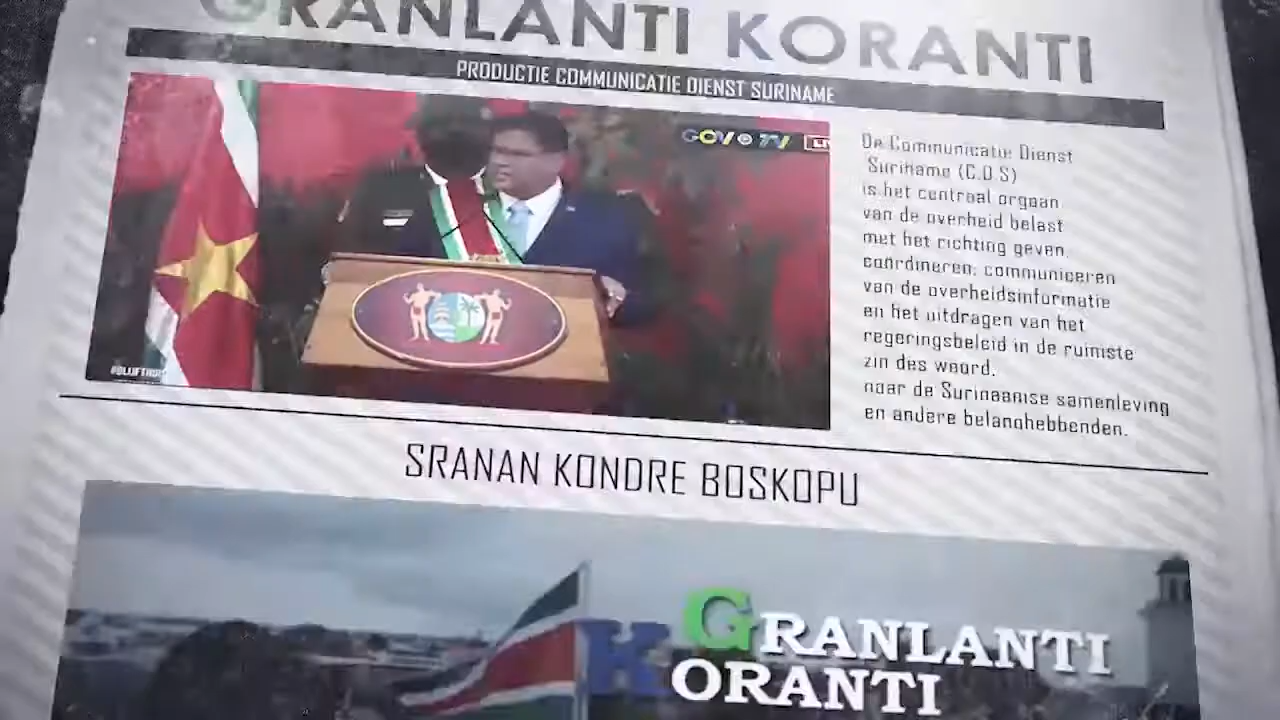 GRANLANTI KORANTI
PRODUCTIE COMMUNICATIE DIENST SURINAME
GOV TV LIV
De Communicatie Dienst
Suriname (C.D.S)
is het centraal orgaan
van de overheid belast
met het richting geven,
coördineren, communiceren
van de overheidsinformatie
en het uitdragen van het
regeringsbeleid in de ruimste
zin des woord.
naar de Surinaamse samenleving
en andere belanghebbenden.
SRANAN KONDRE BOSKOPU
GRANLANTI
KORANTI